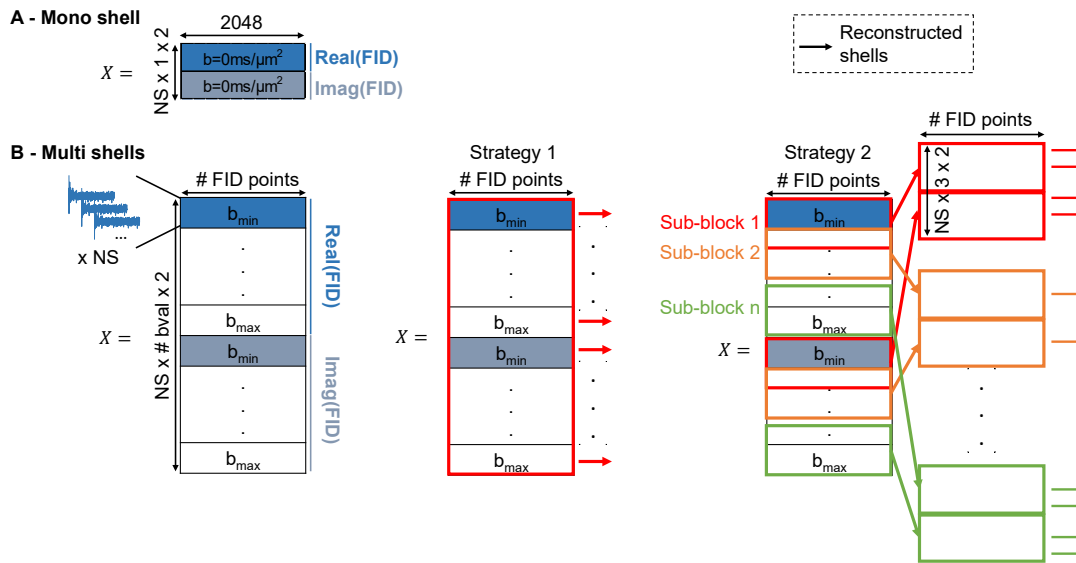 A - Mono shell
2048
X =
NS x 1 x 2
b=0ms/µm²
b=0ms/µm²
Real(FID)
Imag(FID)
Reconstructed
shells
B - Multi shells
x NS
...
X =
NS x # bval x 2
# FID points
b_min
.
.
.
b_max
b_min
.
.
.
b_max
Real(FID)
Imag(FID)
Strategy 1
# FID points
X =
b_min
.
.
.
b_max
b_min
.
.
.
b_max
Strategy 2
# FID points
Sub-block 1
Sub-block 2
Sub-block n
X =
b_min
.
.
.
b_max
b_min
.
.
.
b_max
# FID points
NS x 3 x 2